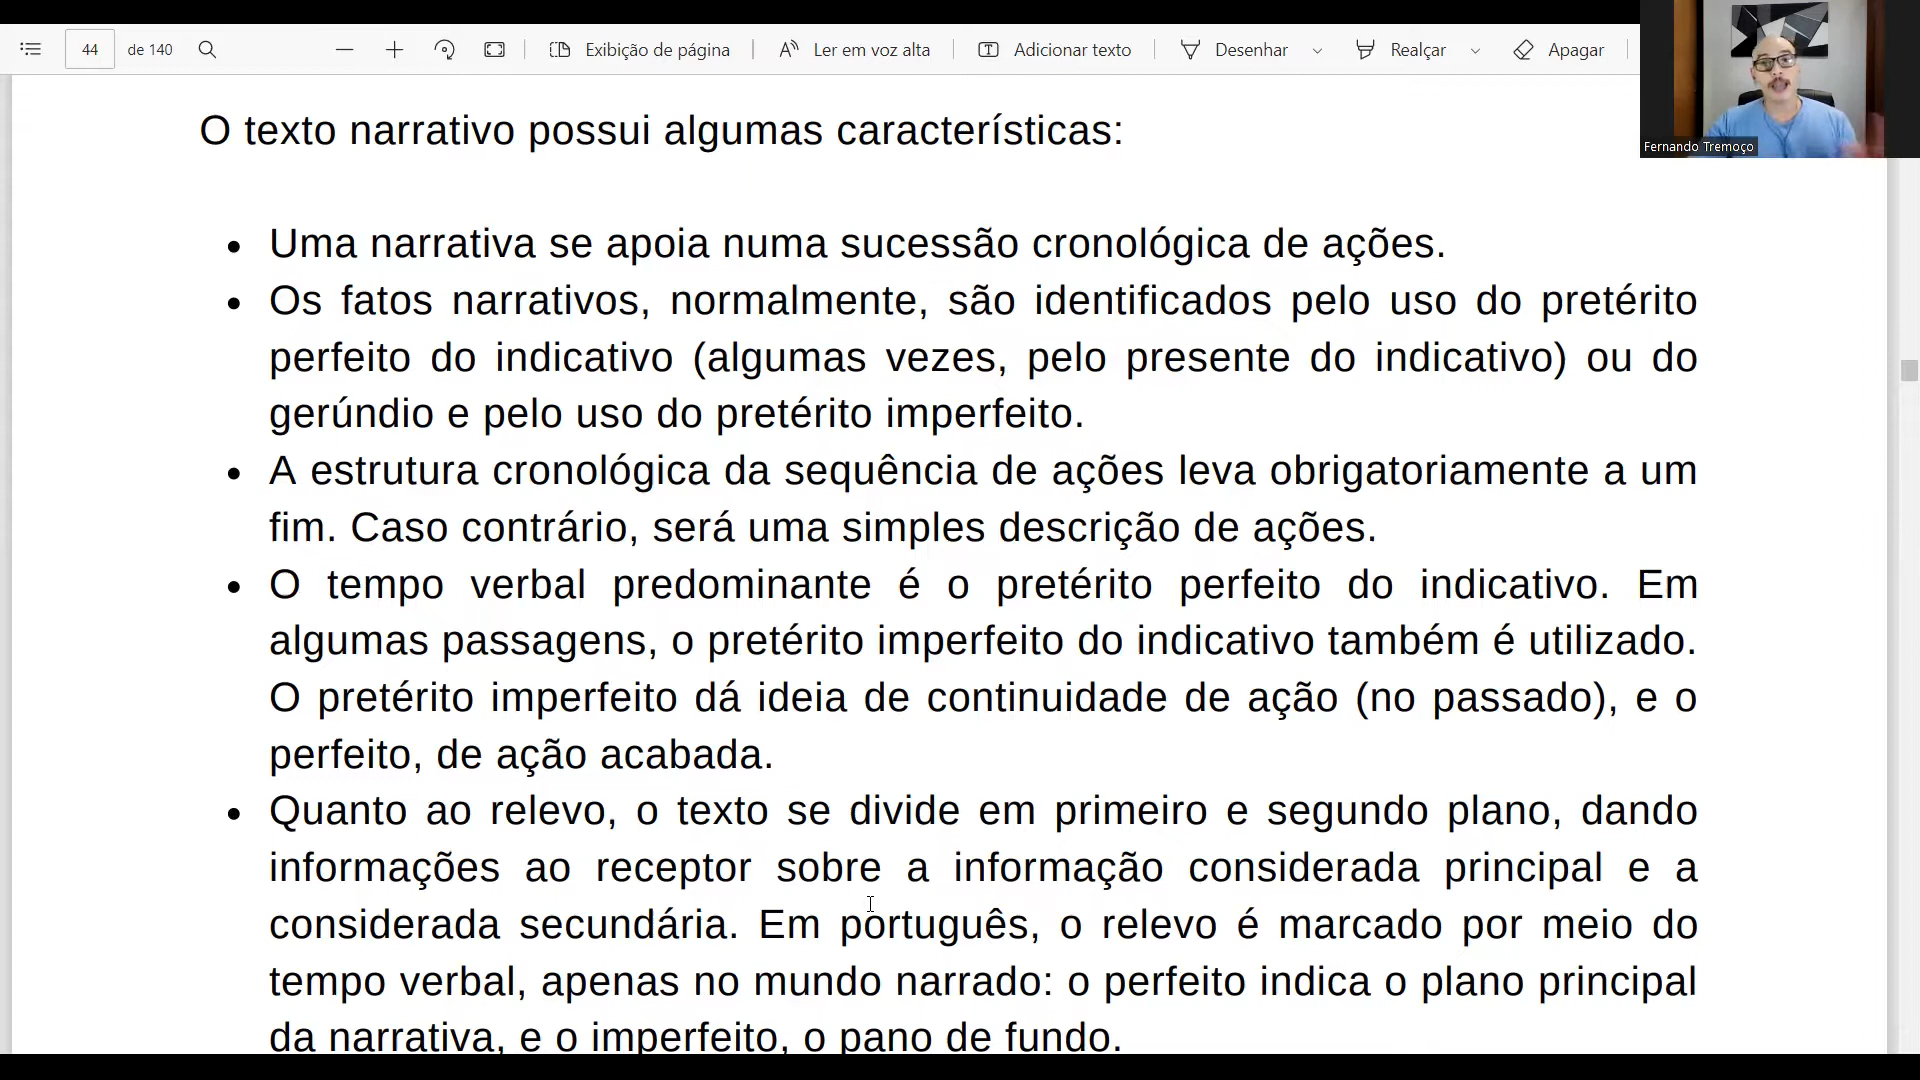 44 de 140 Exibição de página Ler em voz alta Adicionar texto Desenhar Realçar Apagar
Fernando Tremoço
O texto narrativo possui algumas características:
• Uma narrativa se apoia numa sucessão cronológica de ações.
• Os fatos narrativos, normalmente, são identificados pelo uso do pretérito
perfeito do indicativo (algumas vezes, pelo presente do indicativo) ou do
gerúndio e pelo uso do pretérito imperfeito.
• A estrutura cronológica da sequência de ações leva obrigatoriamente a um
fim. Caso contrário, será uma simples descrição de ações.
• O tempo verbal predominante é o pretérito perfeito do indicativo. Em
algumas passagens, o pretérito imperfeito do indicativo também é utilizado.
O pretérito imperfeito dá ideia de continuidade de ação (no passado), e o
perfeito, de ação acabada.
• Quanto ao relevo, o texto se divide em primeiro e segundo plano, dando
informações ao receptor sobre a informação considerada principal e a
considerada secundária. Em português, o relevo é marcado por meio do
tempo verbal, apenas no mundo narrado: o perfeito indica o plano principal
da narrativa, e o imperfeito, o pano de fundo.